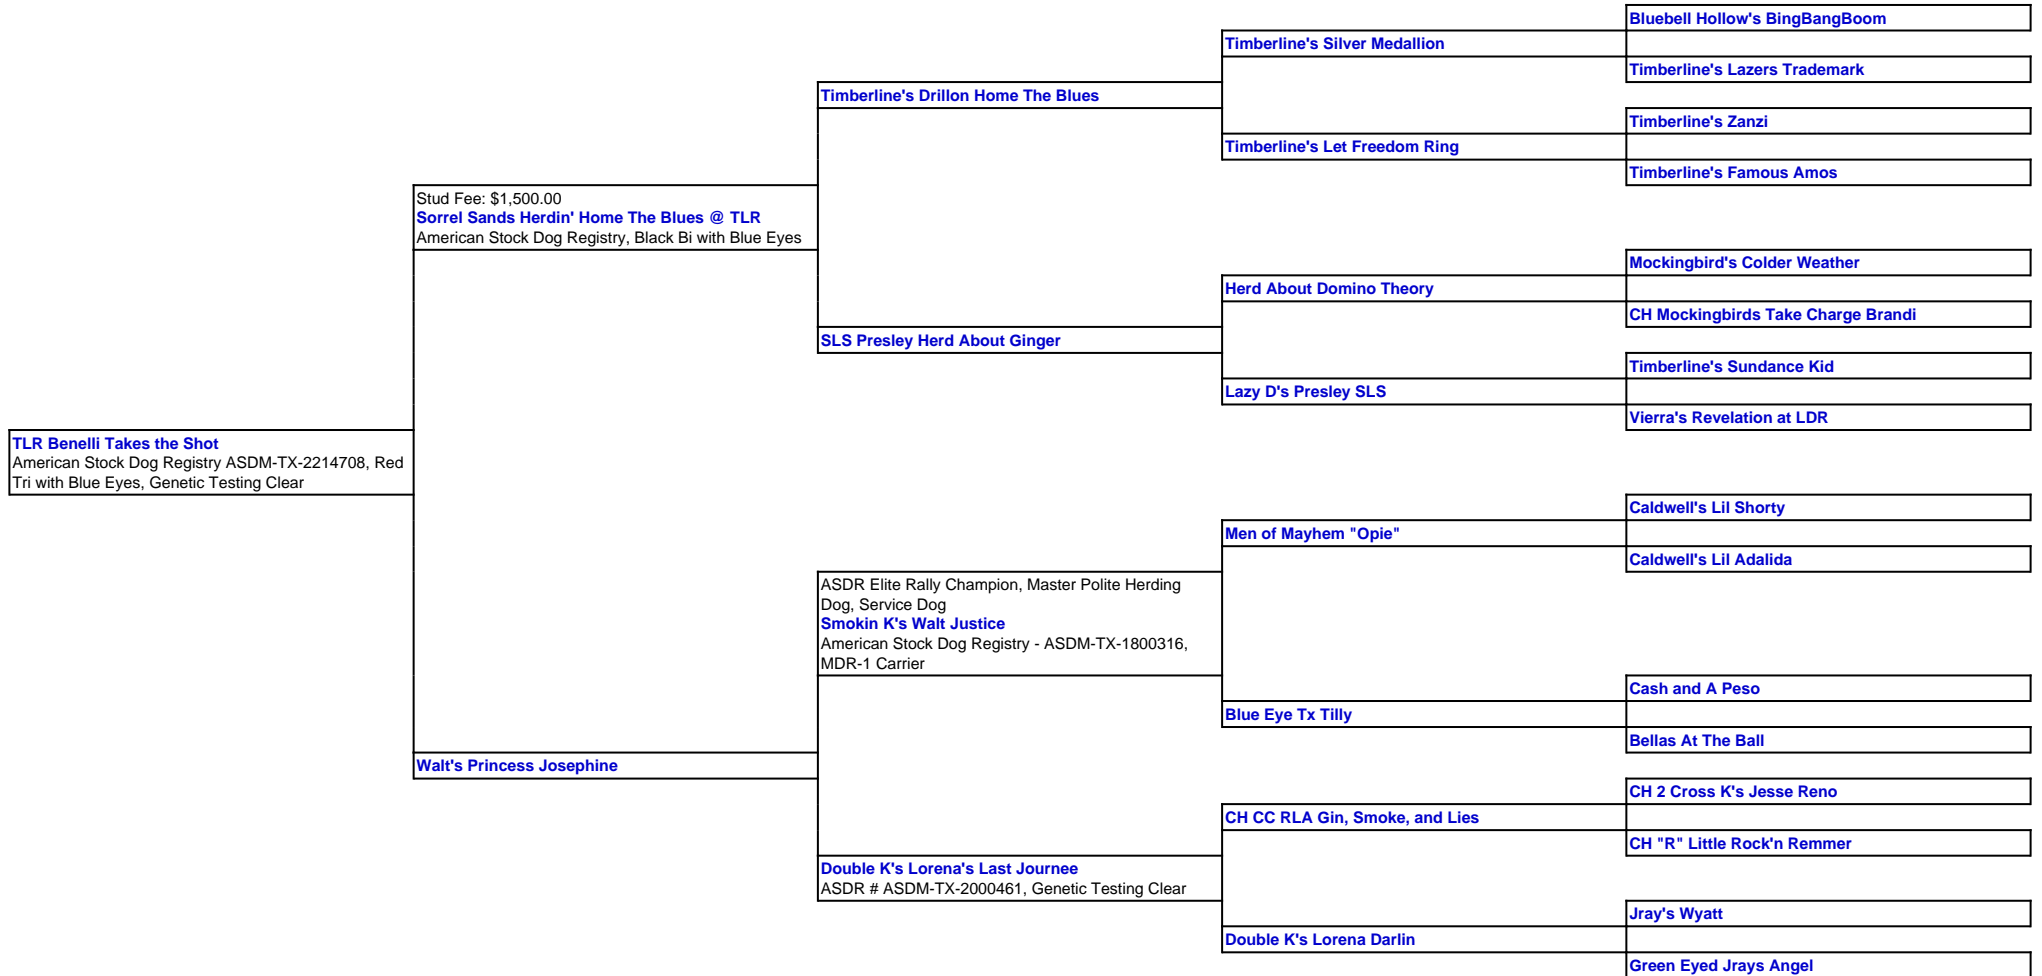 Bluebell Hollow's BingBangBoom
Timberline's Silver Medallion
Timberline's Lazers Trademark
Timberline's Drillon Home The Blues
Timberline's Zanzi
Timberline's Let Freedom Ring
Timberline's Famous Amos
Stud Fee: $1,500.00
Sorrel Sands Herdin' Home The Blues @ TLR
American Stock Dog Registry, Black Bi with Blue Eyes
Mockingbird's Colder Weather
Herd About Domino Theory
CH Mockingbirds Take Charge Brandi
SLS Presley Herd About Ginger
Timberline's Sundance Kid
Lazy D's Presley SLS
Vierra's Revelation at LDR
TLR Benelli Takes the Shot
American Stock Dog Registry ASDM-TX-2214708, Red
Tri with Blue Eyes, Genetic Testing Clear
Caldwell's Lil Shorty
Men of Mayhem "Opie"
Caldwell's Lil Adalida
ASDR Elite Rally Champion, Master Polite Herding
Dog, Service Dog
Smokin K's Walt Justice
American Stock Dog Registry - ASDM-TX-1800316,
MDR-1 Carrier
Cash and A Peso
Blue Eye Tx Tilly
Bellas At The Ball
Walt's Princess Josephine
CH 2 Cross K's Jesse Reno
CH CC RLA Gin, Smoke, and Lies
CH "R" Little Rock'n Remmer
Double K's Lorena's Last Journee
ASDR # ASDM-TX-2000461, Genetic Testing Clear
Jray's Wyatt
Double K's Lorena Darlin
Green Eyed Jrays Angel